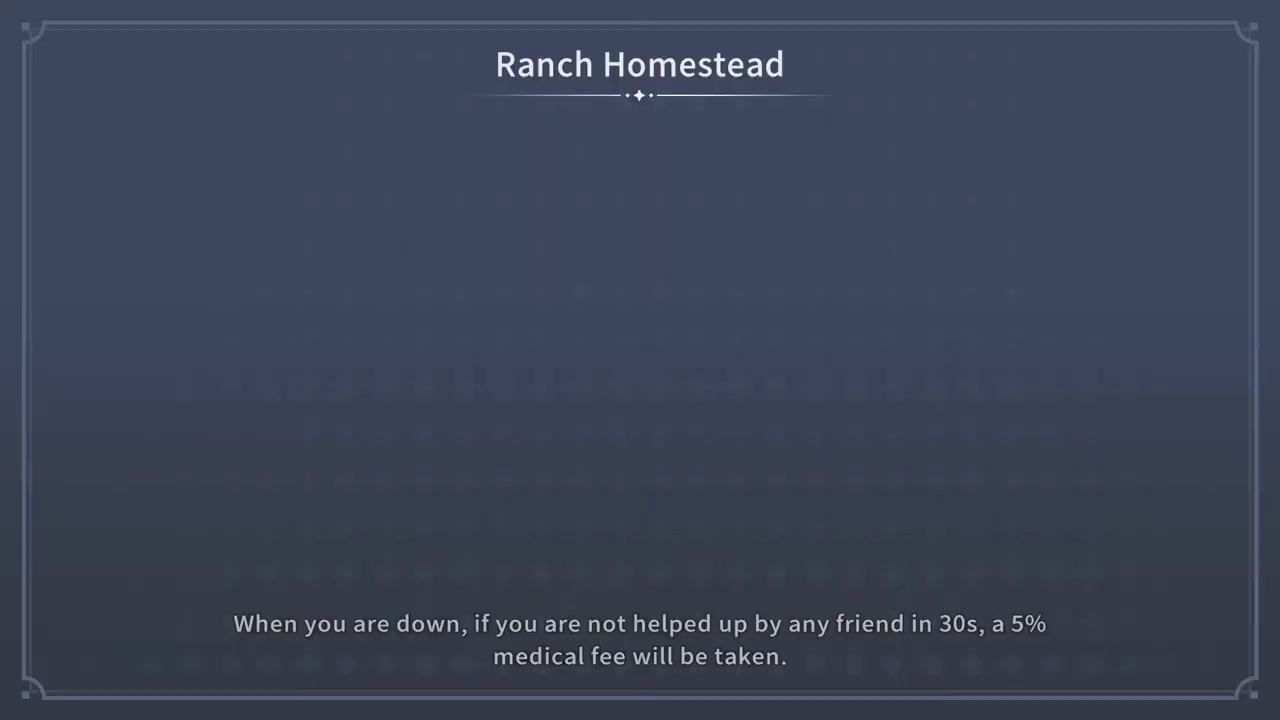 Ranch Homestead
When you are down, if you are not helped up by any friend in 30s, a 5%
medical fee will be taken.